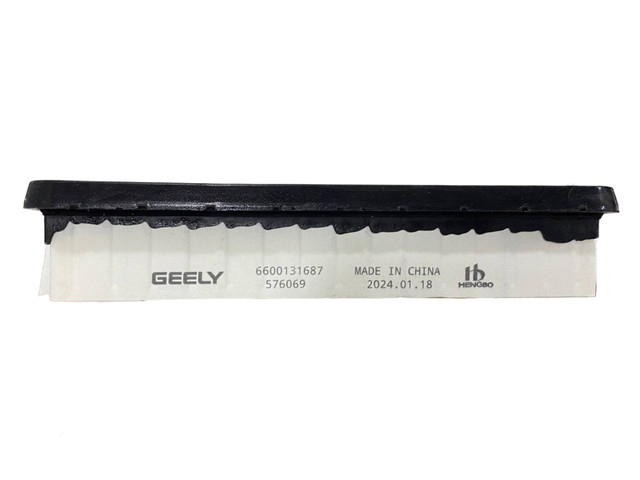 GEELY 6600131687 MADE IN CHINA
576069 2024.01.18
HENGBO